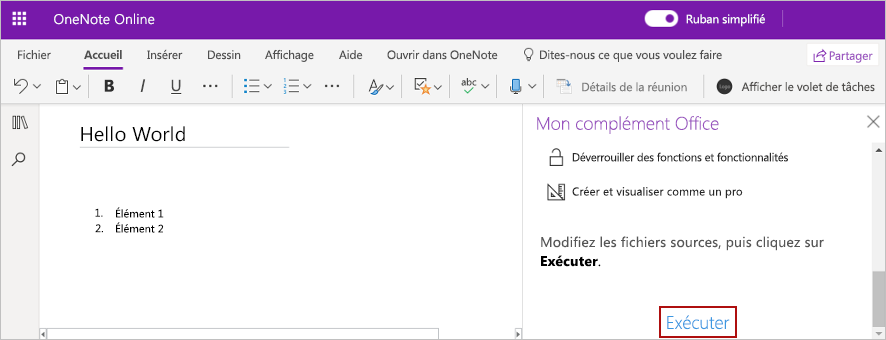 OneNote Online
Ruban simplifié
Fichier Accueil Insérer Dessin Affichage Aide Ouvrir dans OneNote Dites-nous ce que vous voulez faire Partager
B I U abc Détails de la réunion Afficher le volet de tâches
Hello World
1. Élément 1
2. Élément 2
Mon complément Office
Déverrouiller des fonctions et fonctionnalités
Créer et visualiser comme un pro
Modifiez les fichiers sources, puis cliquez sur
Exécuter.
Exécuter